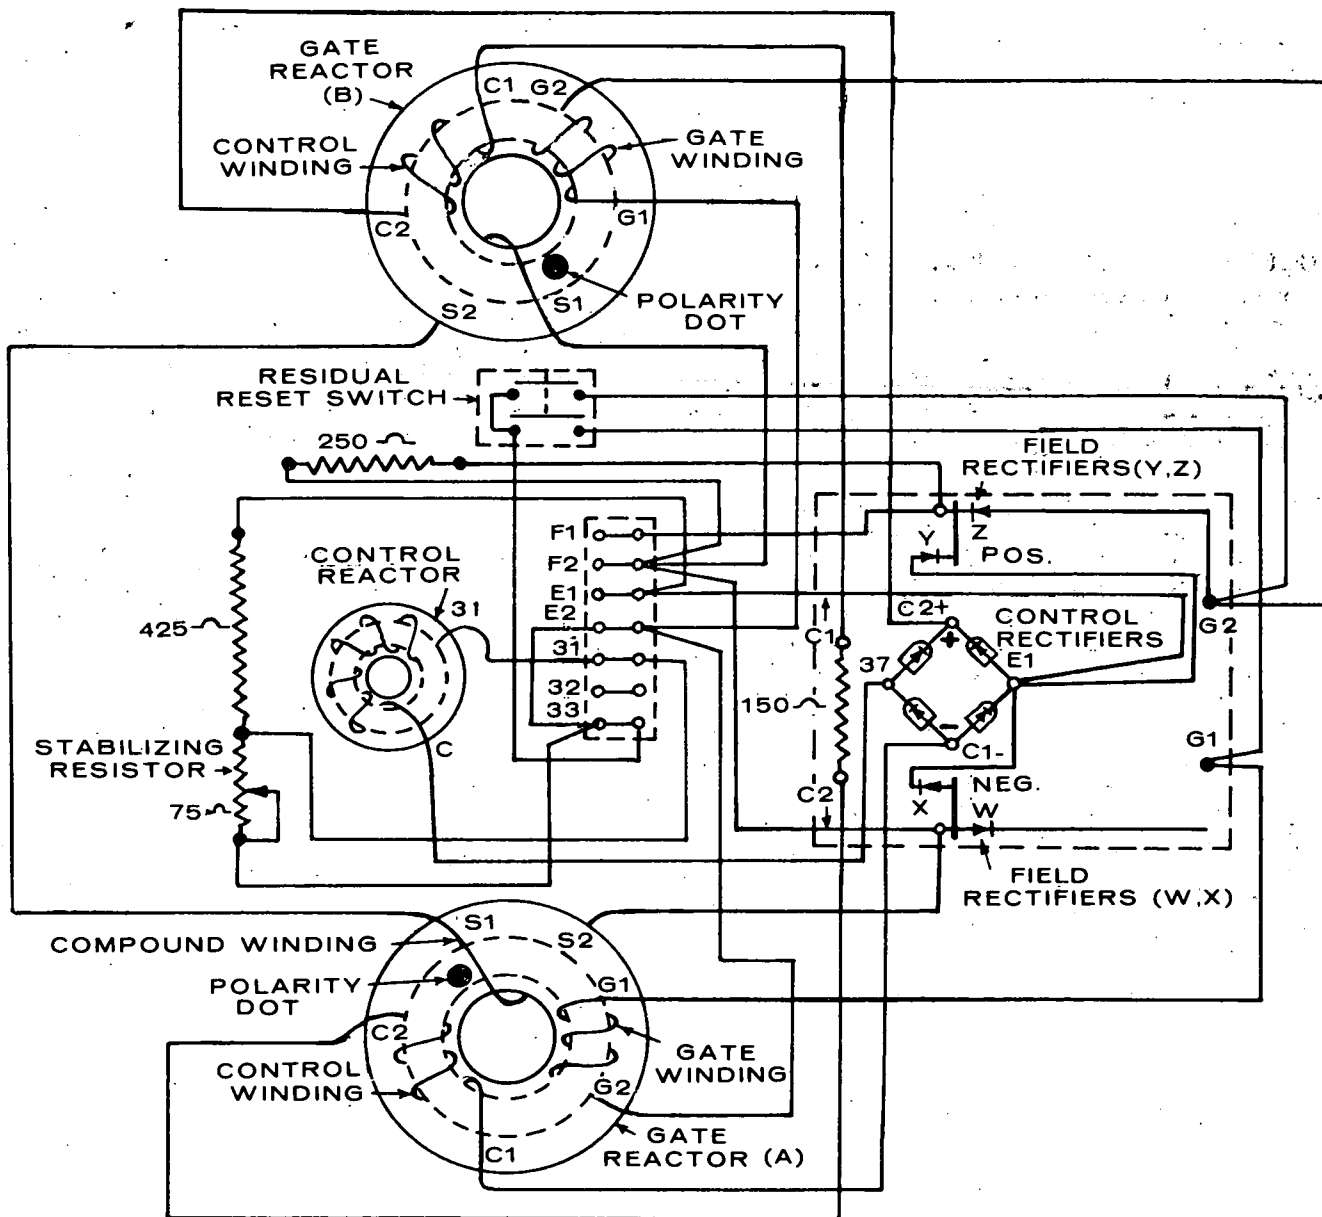 GATE
REACTOR
(B)
C1
G2
CONTROL
WINDING
GATE
WINDING
C2
G1
S2
S1
POLARITY
DOT
RESIDUAL
RESET SWITCH
250
FIELD
RECTIFIERS(Y,Z)
F1
Y
Z
POS.
F2
CONTROL
REACTOR
31
E1
E2
C2+
+
CONTROL
RECTIFIERS
G2
425
C1
31
37
E1
32
150
33
-
C1-
G1
STABILIZING
RESISTOR
C
75
C2
X
NEG.
W
FIELD
RECTIFIERS (W,X)
S1
S2
COMPOUND WINDING
POLARITY
DOT
G1
C2
CONTROL
WINDING
GATE
WINDING
G2
C1
GATE
REACTOR (A)